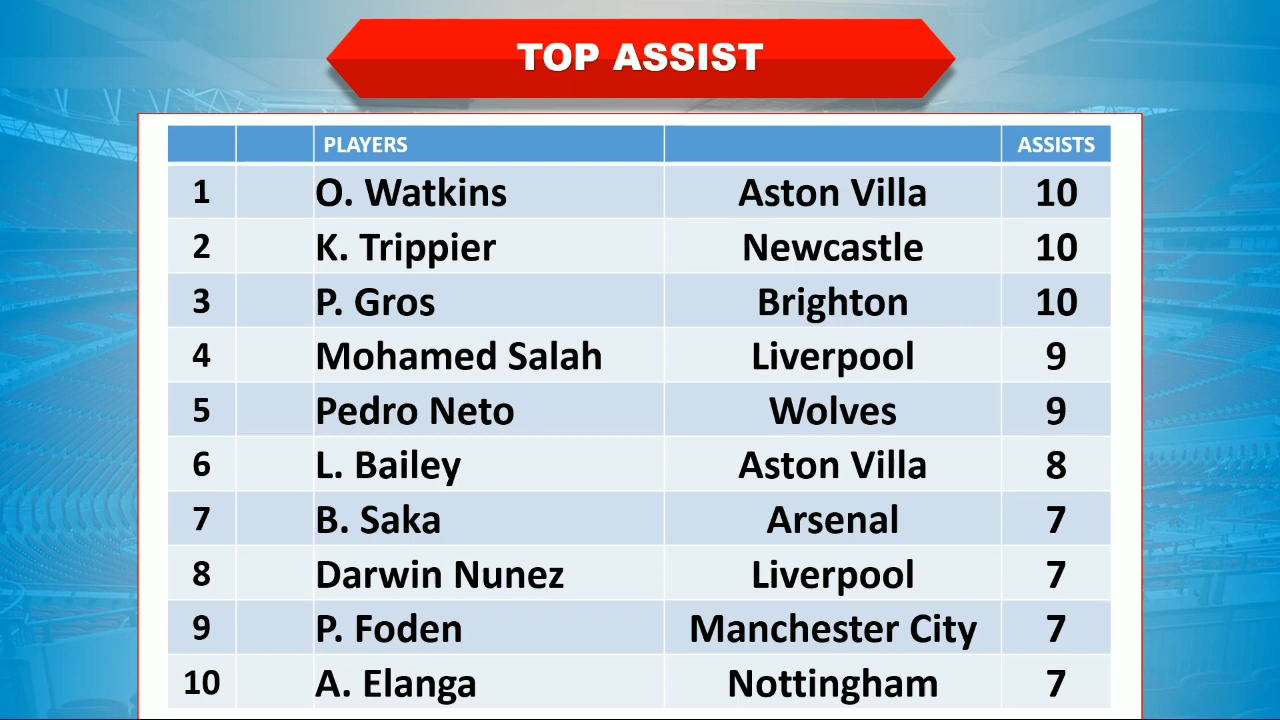 TOP ASSIST
PLAYERS ASSISTS
1 O. Watkins Aston Villa 10
2 K. Trippier Newcastle 10
3 P. Gros Brighton 10
4 Mohamed Salah Liverpool 9
5 Pedro Neto Wolves 9
6 L. Bailey Aston Villa 8
7 B. Saka Arsenal 7
8 Darwin Nunez Liverpool 7
9 P. Foden Manchester City 7
10 A. Elanga Nottingham 7